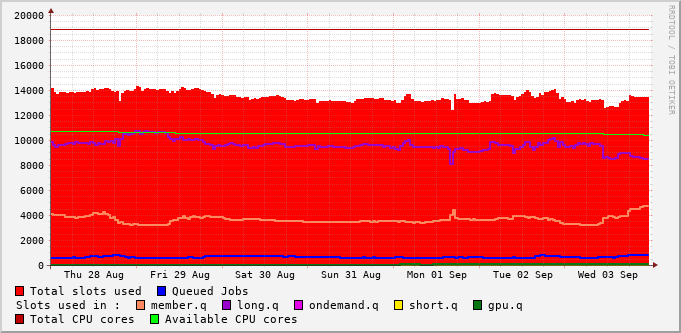 20000
18000
16000
14000
12000
10000
8000
6000
4000
2000
0
Thu 28 Aug Fri 29 Aug Sat 30 Aug Sun 31 Aug Mon 01 Sep Tue 02 Sep Wed 03 Sep
RRDTOOL / TOBI OETIKER
Total slots used Queued Jobs
Slots used in : member.q long.q ondemand.q short.q gpu.q
Total CPU cores Available CPU cores